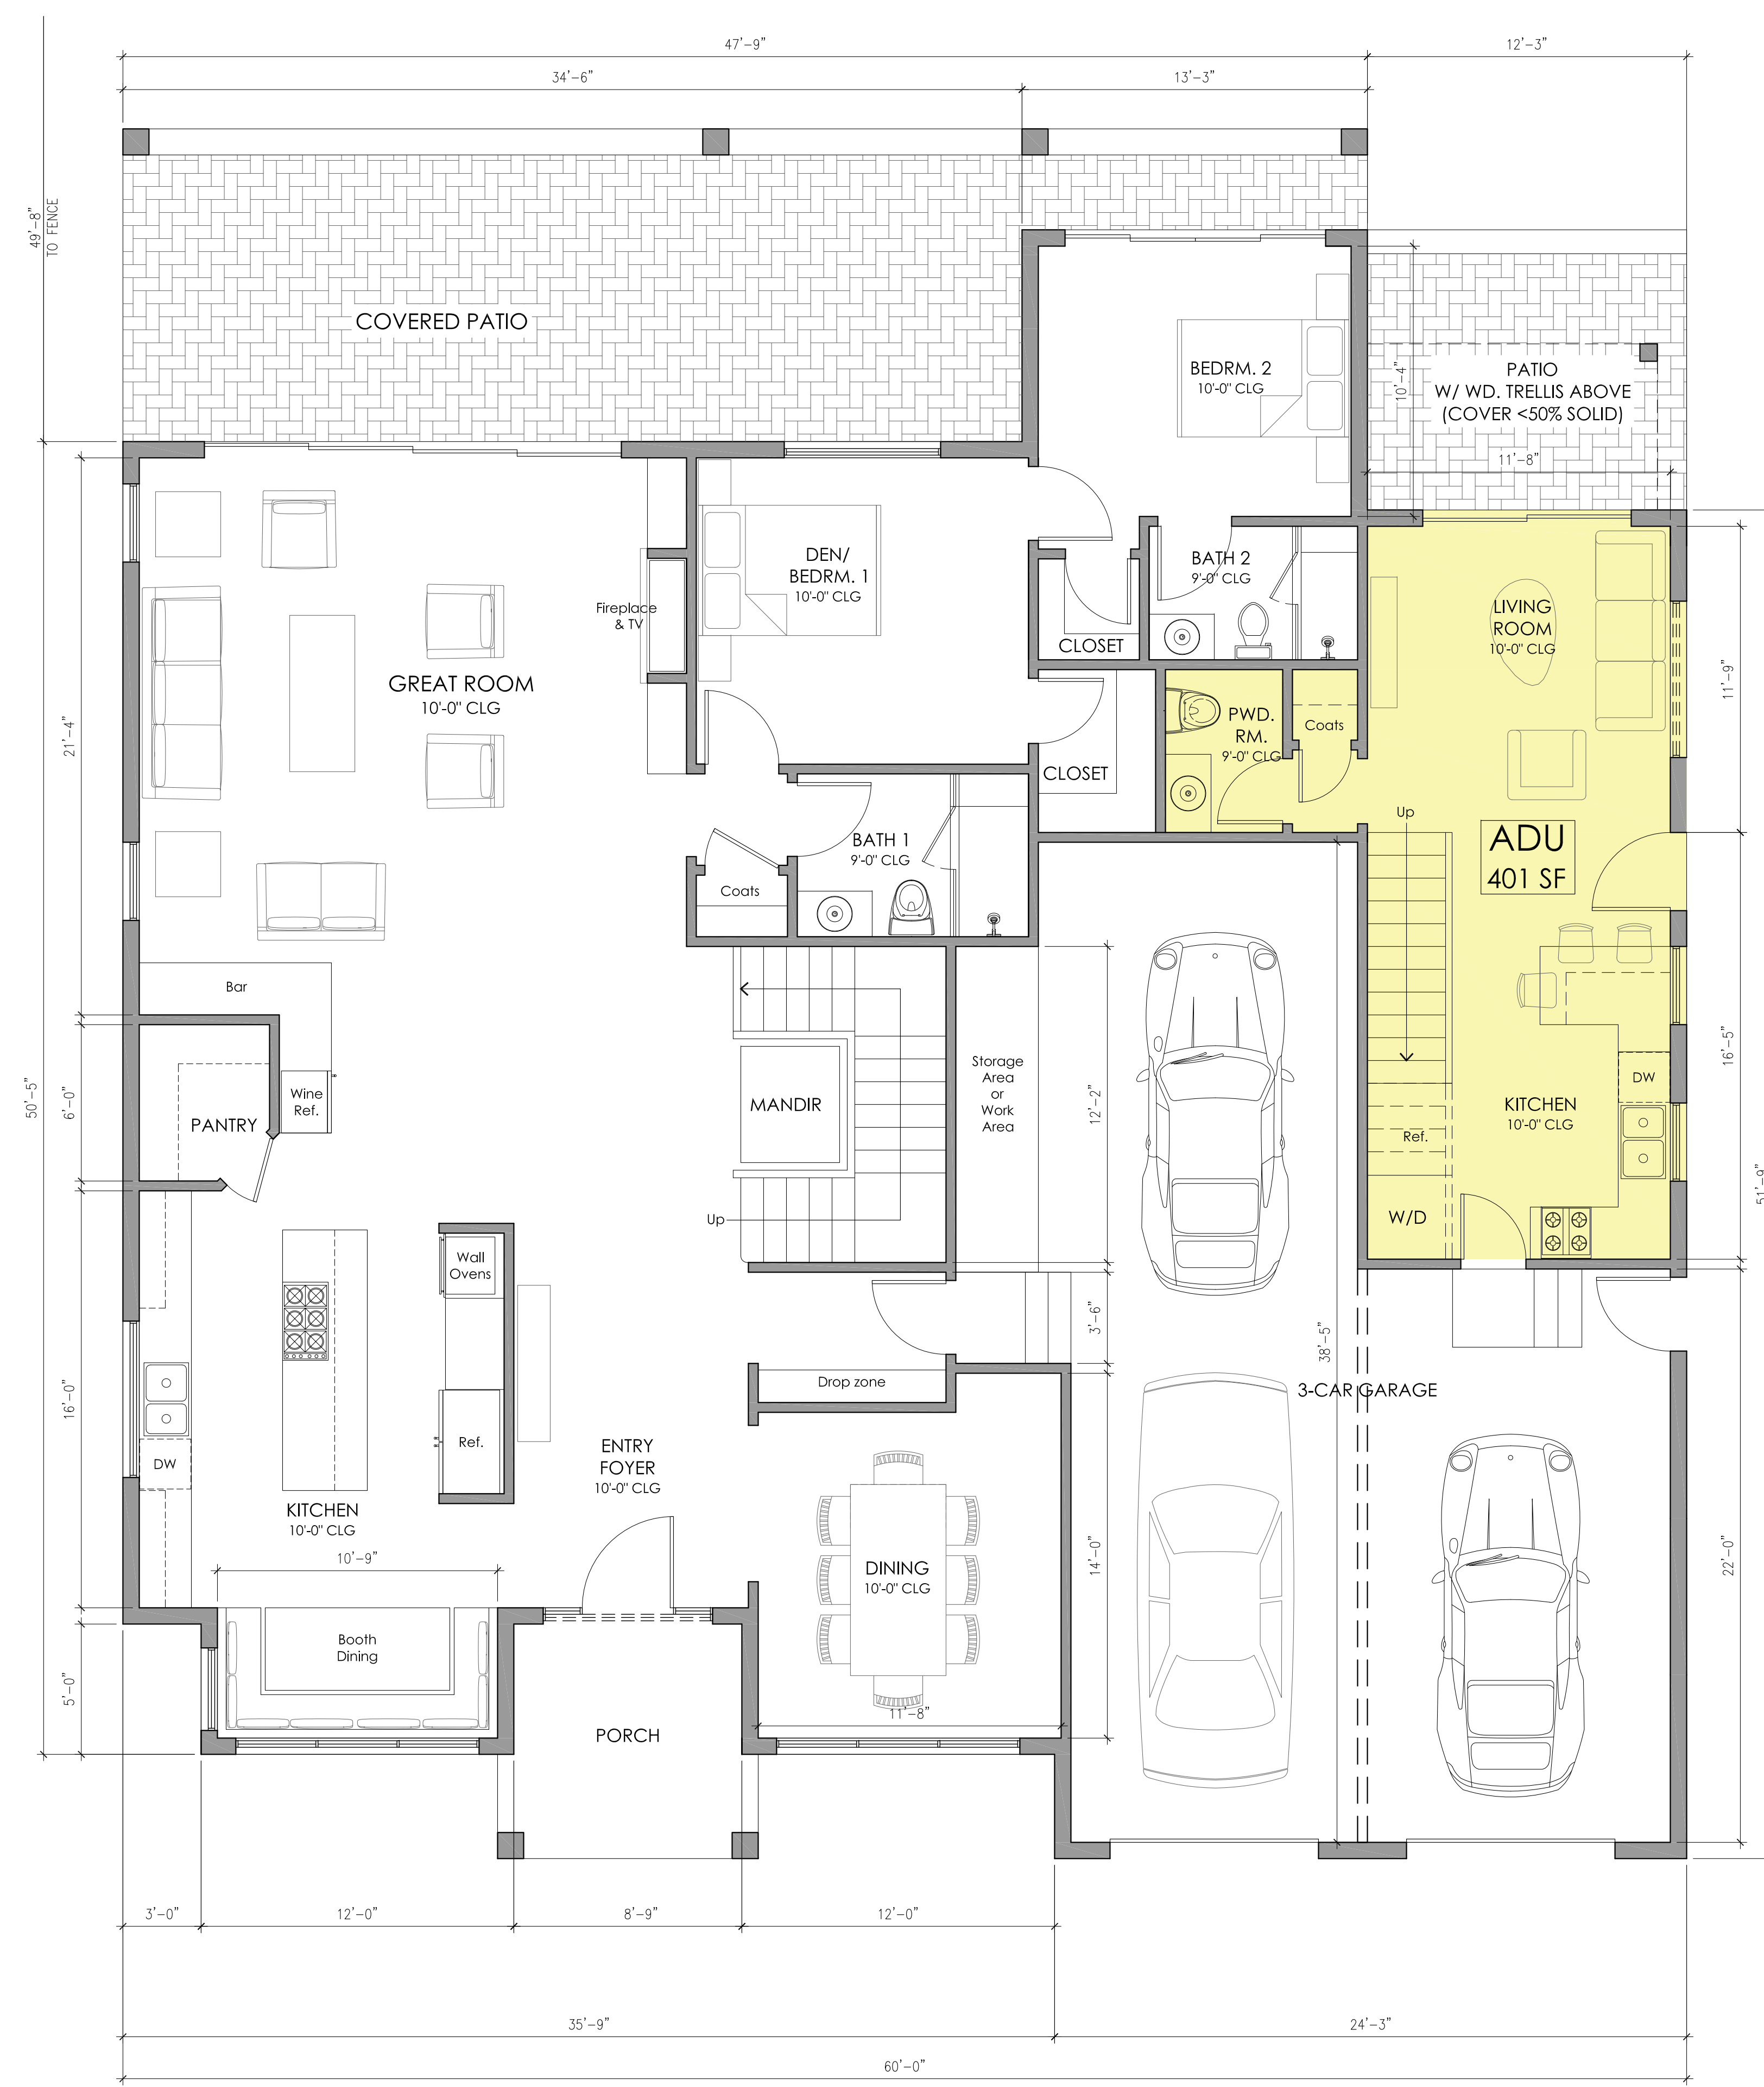 47'-9"
12'-3"
34'-6"
13'-3"
49'-8"
TO FENCE
COVERED PATIO
BEDRM. 2
10'-0" CLG
10'-4"
PATIO
W/ WD. TRELLIS ABOVE
(COVER <50% SOLID)
11'-8"
DEN/
BEDRM. 1
10'-0" CLG
BATH 2
9'-0" CLG
Fireplace
& TV
LIVING
ROOM
10'-0" CLG
CLOSET
GREAT ROOM
10'-0" CLG
11'-9"
21'-4"
PWD.
RM.
9'-0" CLG
Coats
CLOSET
Up
BATH 1
9'-0" CLG
ADU
401 SF
Coats
Bar
Storage
Area
or
Work
Area
16'-5"
50'-5"
6'-0"
Wine
Ref.
PANTRY
MANDIR
12'-2"
DW
KITCHEN
10'-0" CLG
Ref.
51'-9"
W/D
Up
Wall
Ovens
3'-6"
38'-5"
16'-0"
Drop zone
3-CAR GARAGE
Ref.
DW
ENTRY
FOYER
10'-0" CLG
KITCHEN
10'-0" CLG
10'-9"
DINING
10'-0" CLG
14'-0"
22'-0"
Booth
Dining
5'-0"
11'-8"
PORCH
3'-0"
12'-0"
8'-9"
12'-0"
35'-9"
24'-3"
60'-0"